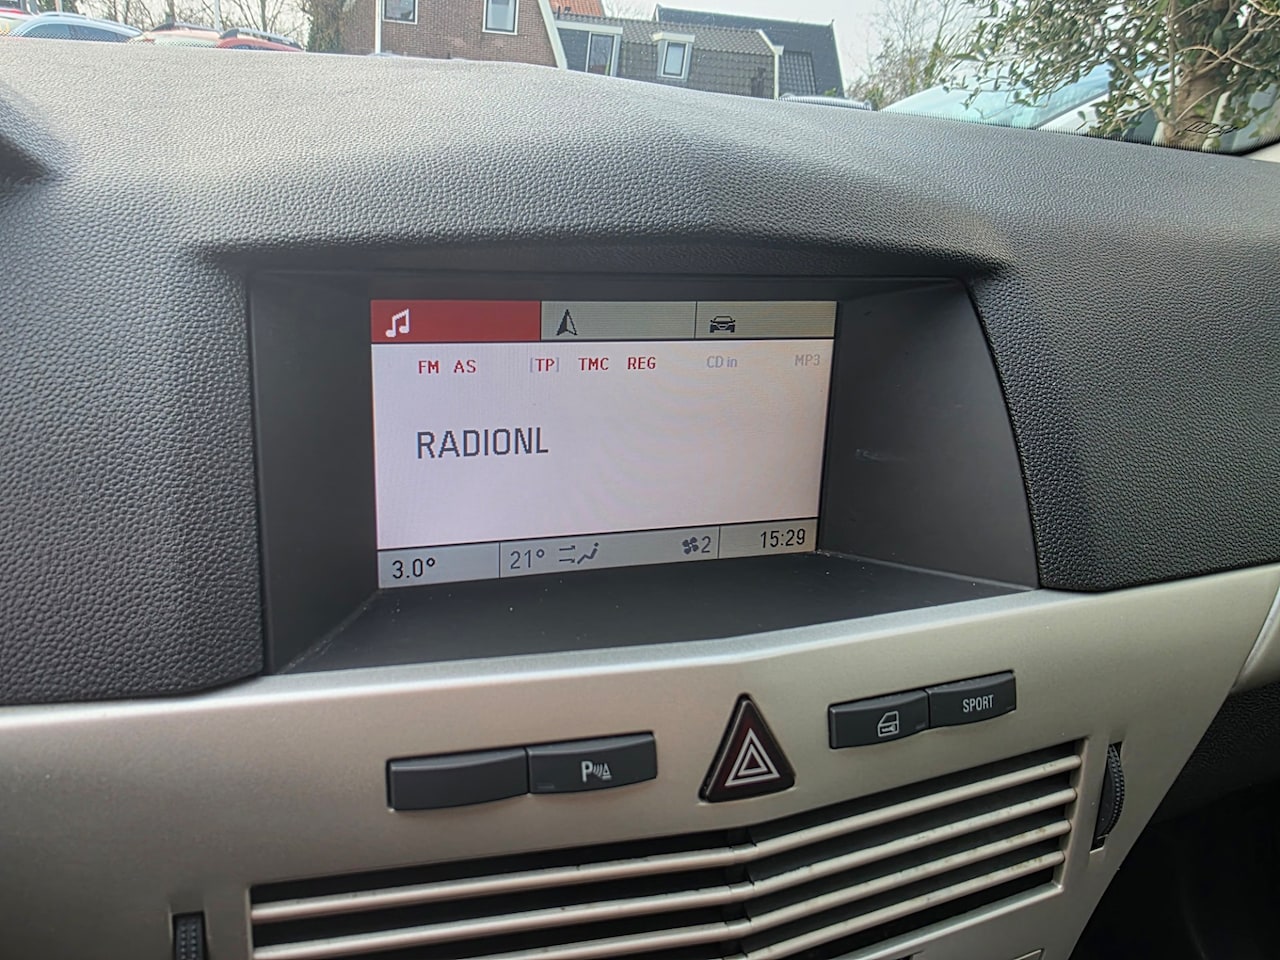 FM AS [TP] TMC REG CD in MP3
RADIONL
3.0° 21° 2 15:29
P SPORT